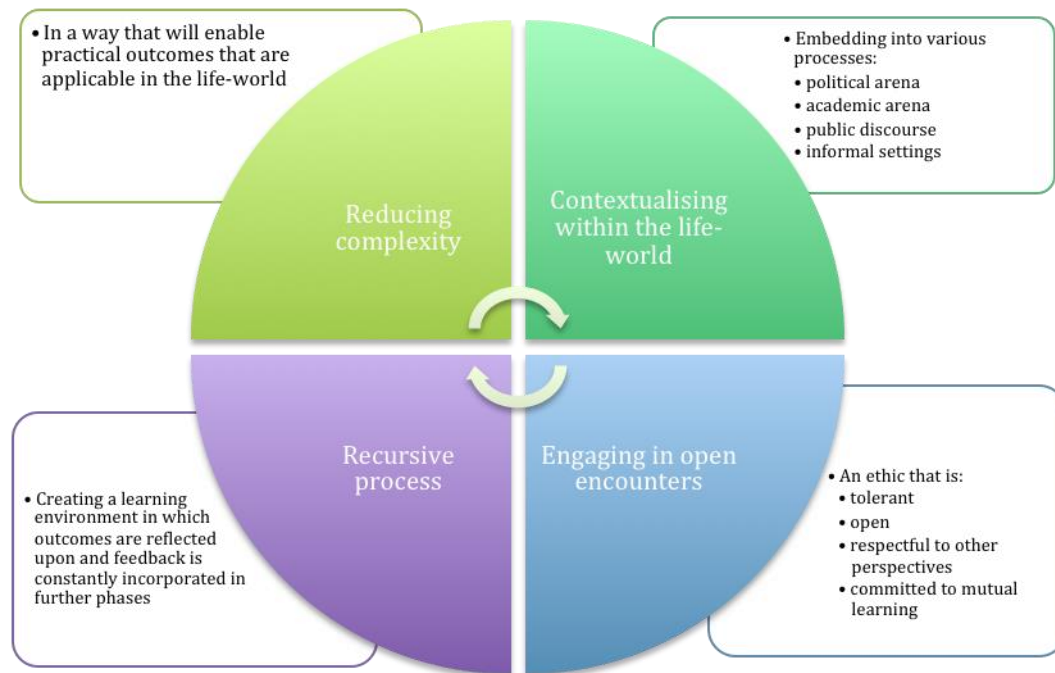 • In a way that will enable
practical outcomes that are
applicable in the life-world
• Embedding into various
processes:
• political arena
• academic arena
• public discourse
• informal settings
Reducing
complexity
Contextualising
within the life-
world
Recursive
process
Engaging in open
encounters
• Creating a learning
environment in which
outcomes are reflected
upon and feedback is
constantly incorporated in
further phases
• An ethic that is:
• tolerant
• open
• respectful to other
perspectives
• committed to mutual
learning